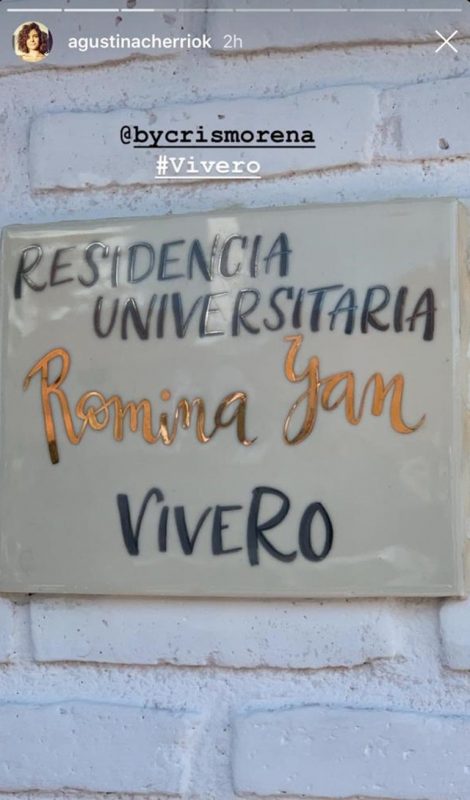 agustinacherriok 2h
@bycrismorena
#Vivero
RESIDENCIA
UNIVERSITARIA
Romina Yan
VIVERO